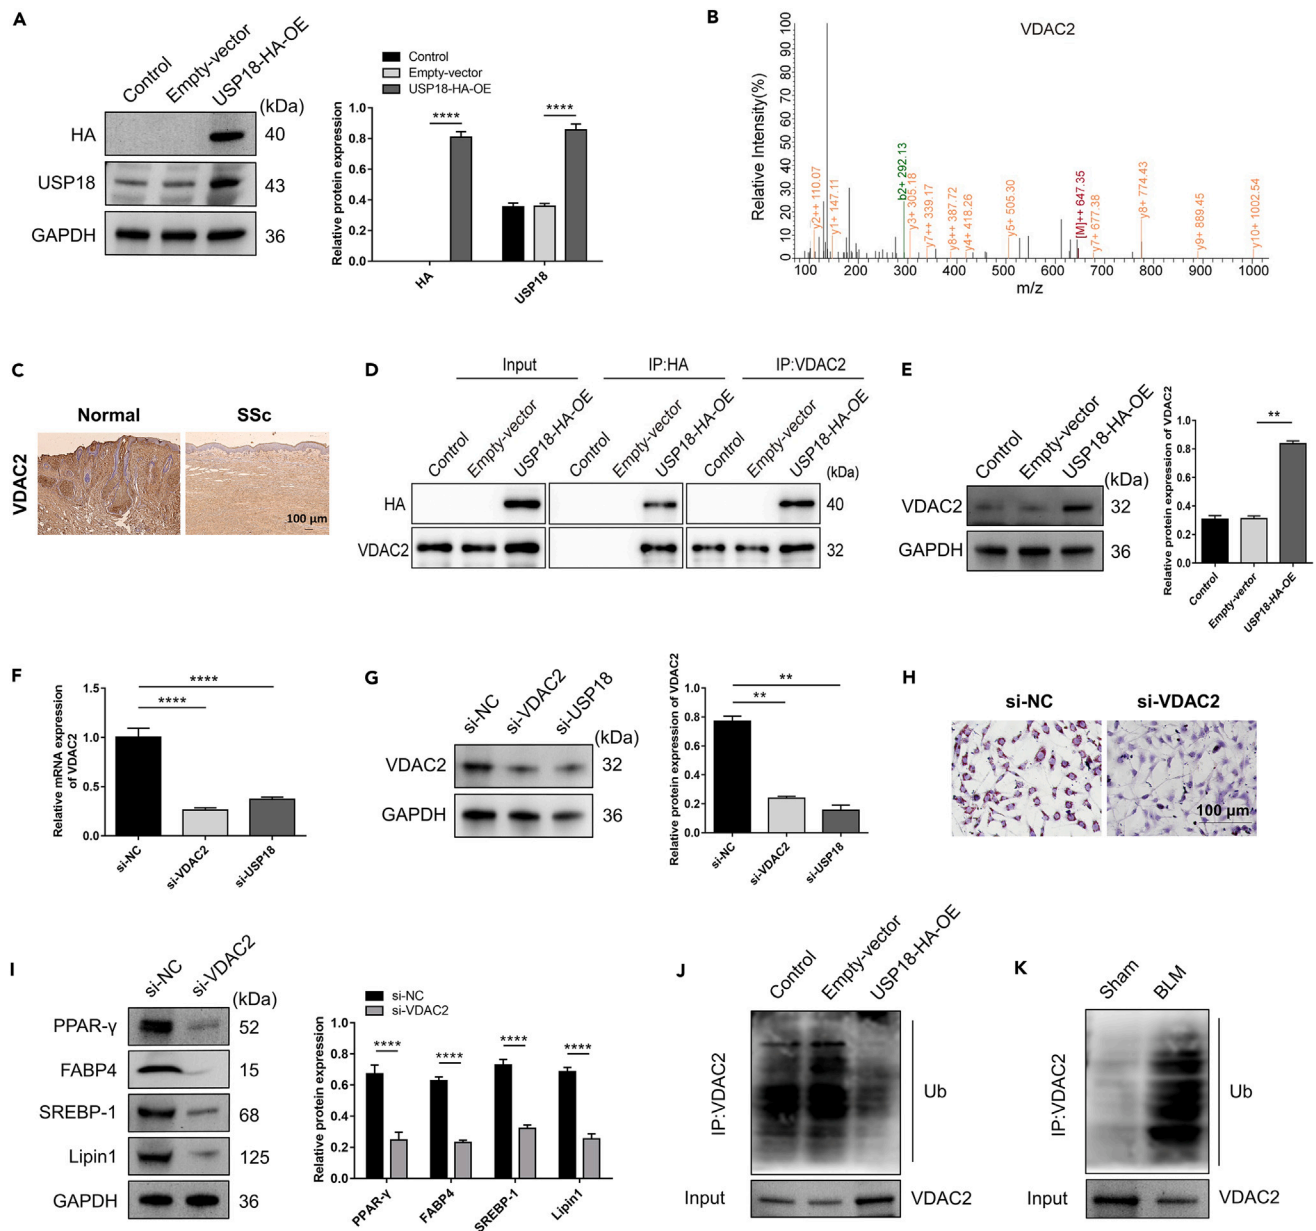 A
Control
Empty-vector
USP18-HA-OE
(kDa)
HA
40
USP18
43
GAPDH
36
Control
Empty-vector
USP18-HA-OE
Relative protein expression
1.0
0.8
0.6
0.4
0.2
0.0
****
****
HA
USP18
B
VDAC2
Relative Intensity(%)
100
90
80
70
60
50
40
30
20
10
0
y2++ 110.07
y1+ 147.11
b2+ 292.13
y3+ 305.18
y7++ 339.17
y8++ 387.72
y4+ 418.26
y5+ 505.30
[M]++ 647.35
y7+ 677.38
y8+ 774.43
y9+ 889.45
y10+ 1002.54
100 200 300 400 500 600 700 800 900 1000
m/z
C
Normal
SSc
VDAC2
100 μm
D
Input
IP:HA
IP:VDAC2
Control
Empty-vector
USP18-HA-OE
Control
Empty-vector
USP18-HA-OE
Control
Empty-vector
USP18-HA-OE
(kDa)
HA
40
VDAC2
32
E
Control
Empty-vector
USP18-HA-OE
(kDa)
VDAC2
32
GAPDH
36
Relative protein expression of VDAC2
1.0
0.8
0.6
0.4
0.2
0.0
**
Control
Empty-vertor
USP18-HA-OE
F
Relative mRNA expression
of VDAC2
1.5
1.0
0.5
0.0
****
****
si-NC
si-VDAC2
si-USP18
G
si-NC
si-VDAC2
si-USP18
(kDa)
VDAC2
32
GAPDH
36
Relative protein expression of VDAC2
1.0
0.8
0.6
0.4
0.2
0.0
**
**
si-NC
si-VDAC2
si-USP18
H
si-NC
si-VDAC2
100 μm
I
si-NC
si-VDAC2
(kDa)
PPAR-γ
52
FABP4
15
SREBP-1
68
Lipin1
125
GAPDH
36
si-NC
si-VDAC2
Relative protein expression
1.0
0.8
0.6
0.4
0.2
0.0
****
****
****
****
PPAR-γ
FABP4
SREBP-1
Lipin1
J
Control
Empty-vector
USP18-HA-OE
IP:VDAC2
Ub
Input
VDAC2
K
Sham
BLM
IP:VDAC2
Ub
Input
VDAC2